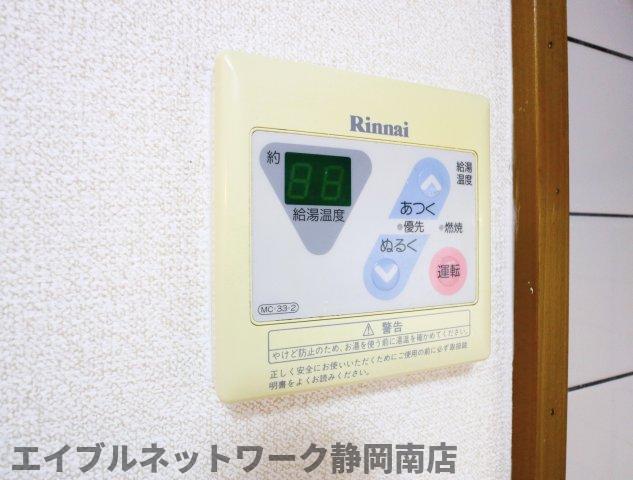 Rinnai
約
給湯温度
給湯
温度
あつく
優先
燃焼
ぬるく
運転
MC-33-2
警告
やけど防止のため、お湯を使う前に湯温を確かめてください。
正しく安全にお使いいただくためにご使用の前に必ず取扱説
明書をよくお読みください。
エイブルネットワーク静岡南店